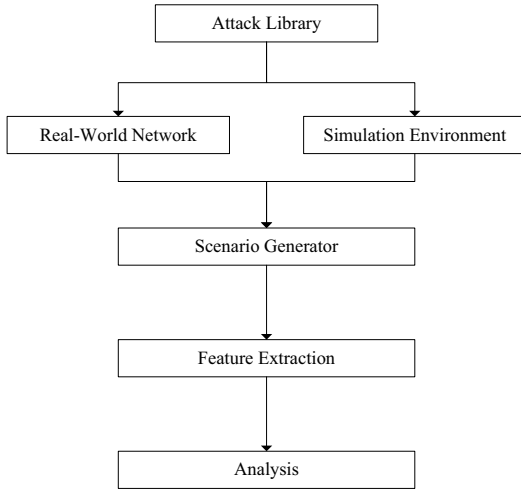 Attack Library
Real-World Network
Simulation Environment
Scenario Generator
Feature Extraction
Analysis